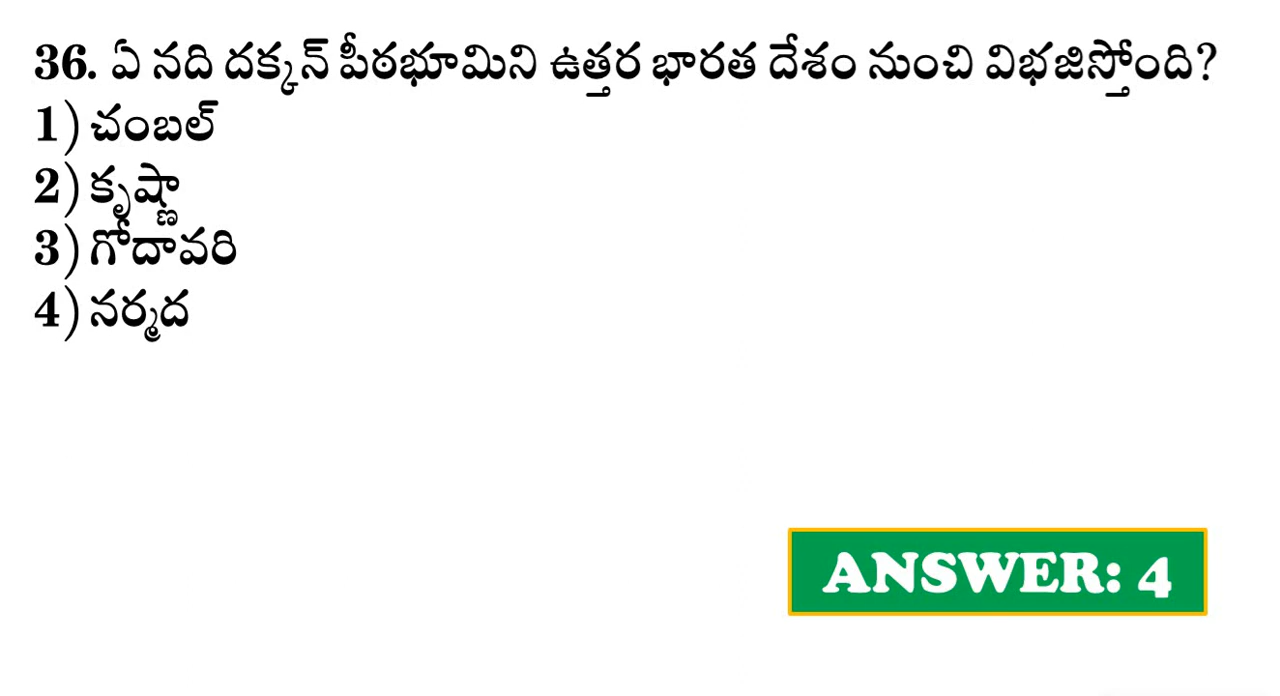 36. ఏ నది దక్కన్ పీఠభూమిని ఉత్తర భారత దేశం నుంచి విభజిస్తోంది?
1) చంబల్
2) కృష్ణా
3) గోదావరి
4) నర్మద
ANSWER: 4